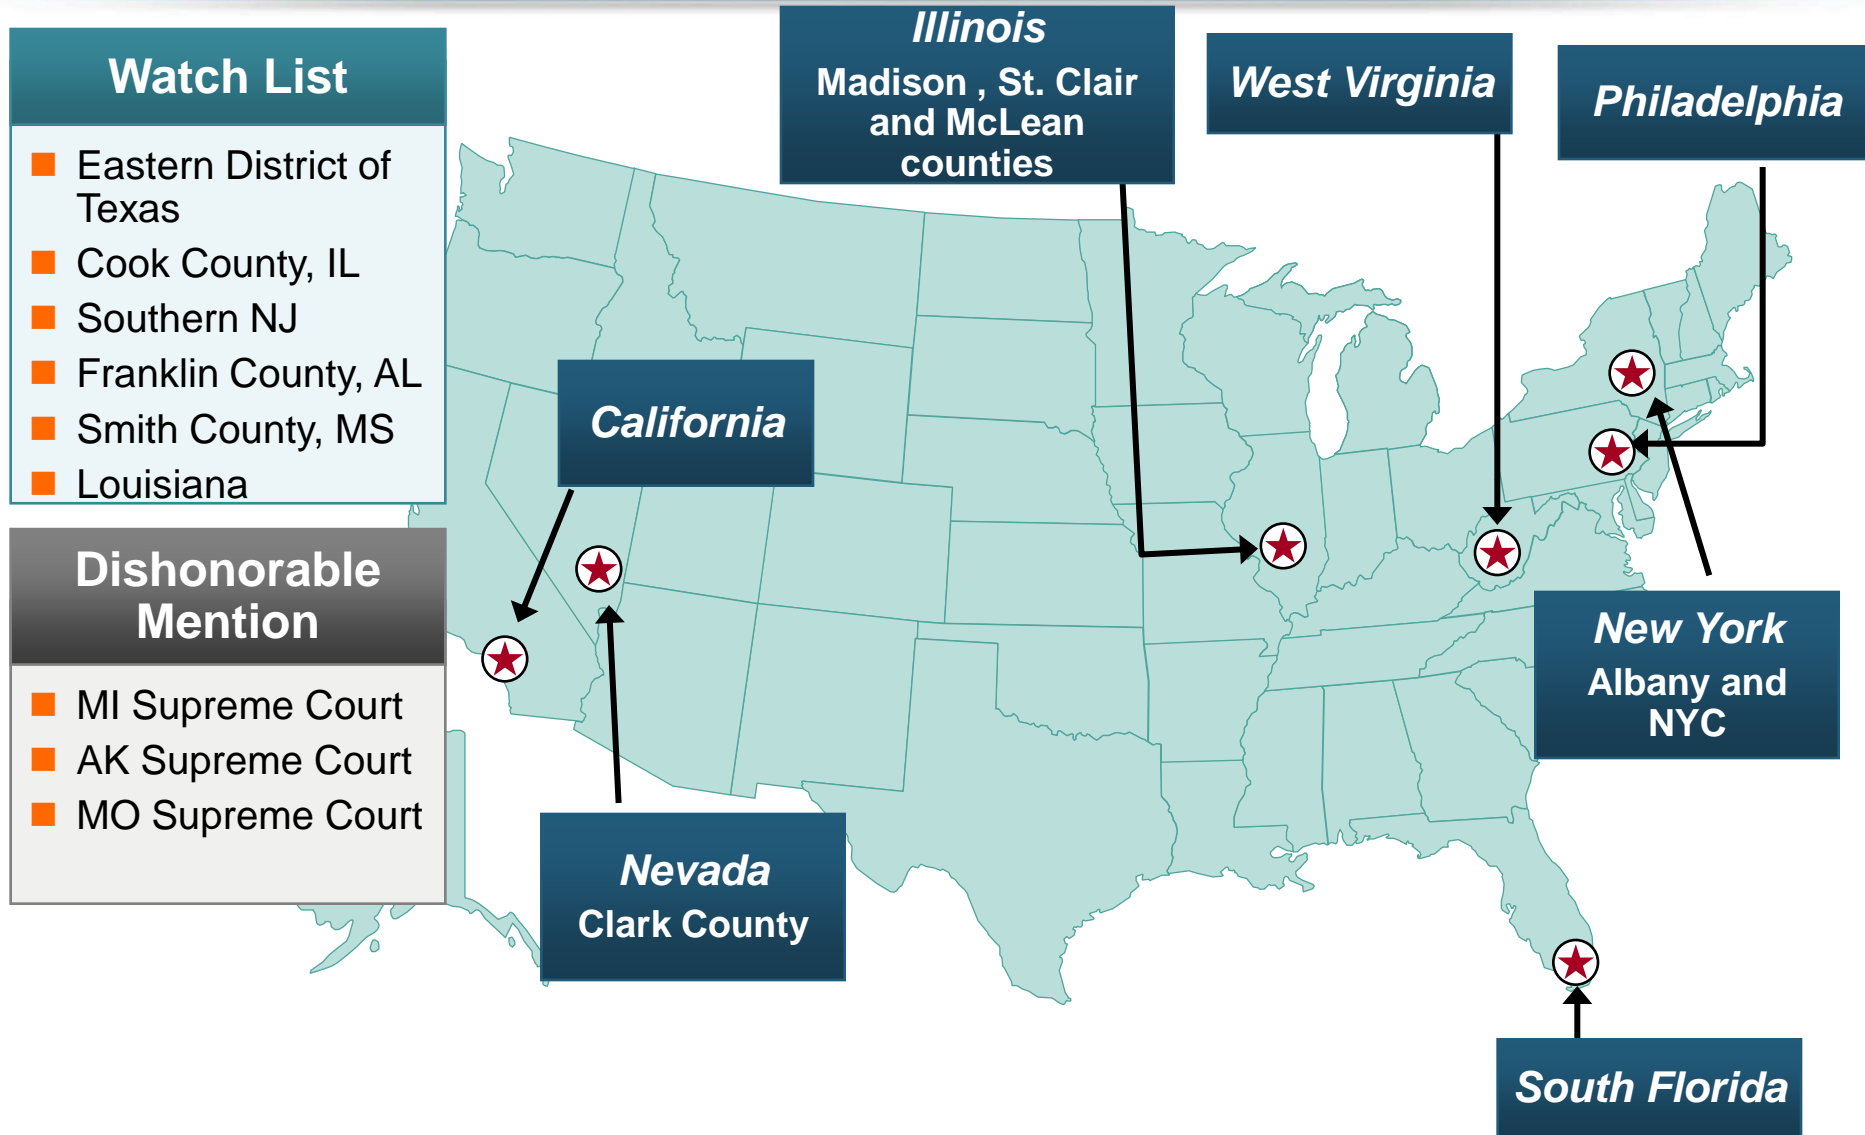 Watch List
Eastern District of
Texas
Cook County, IL
Southern NJ
Franklin County, AL
Smith County, MS
Louisiana
Dishonorable
Mention
MI Supreme Court
AK Supreme Court
MO Supreme Court
Illinois
Madison , St. Clair
and McLean
counties
West Virginia
Philadelphia
California
New York
Albany and
NYC
Nevada
Clark County
South Florida